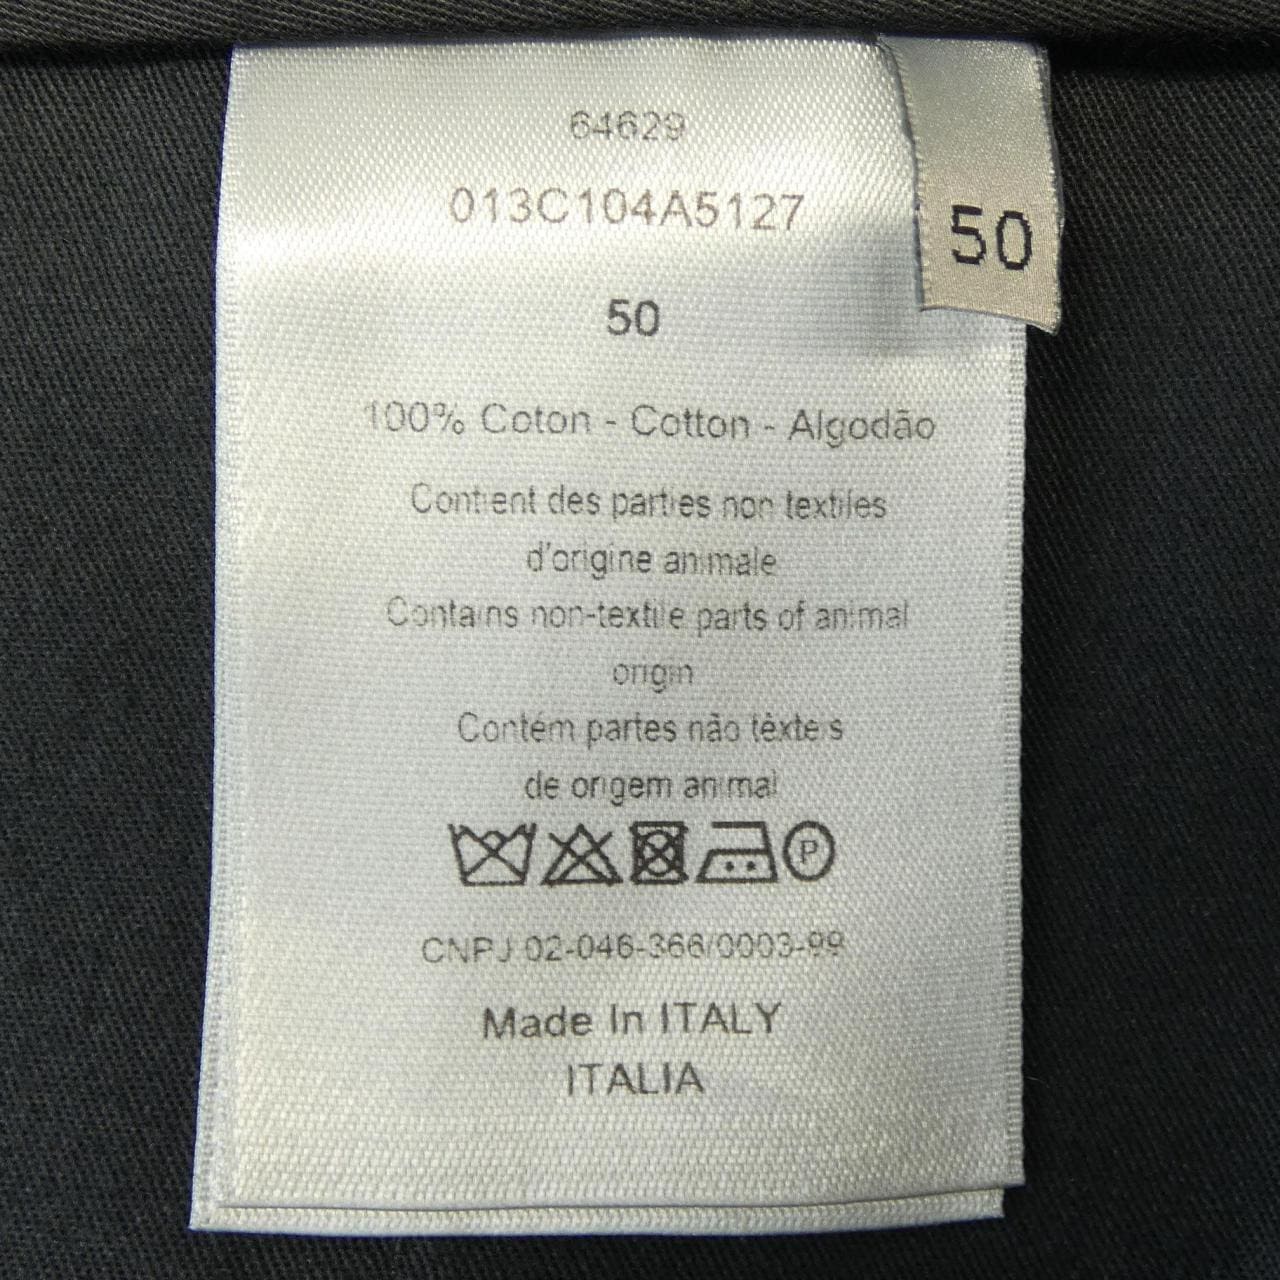 64629
013C104A5127
50
50
100% Coton - Cotton - Algodão
Contient des parties non textiles
d'origine animale
Contains non-textile parts of animal
origin
Contém partes não têxteis
de origem animal
P
CNPJ 02-046-366/0003-99
Made In ITALY
ITALIA